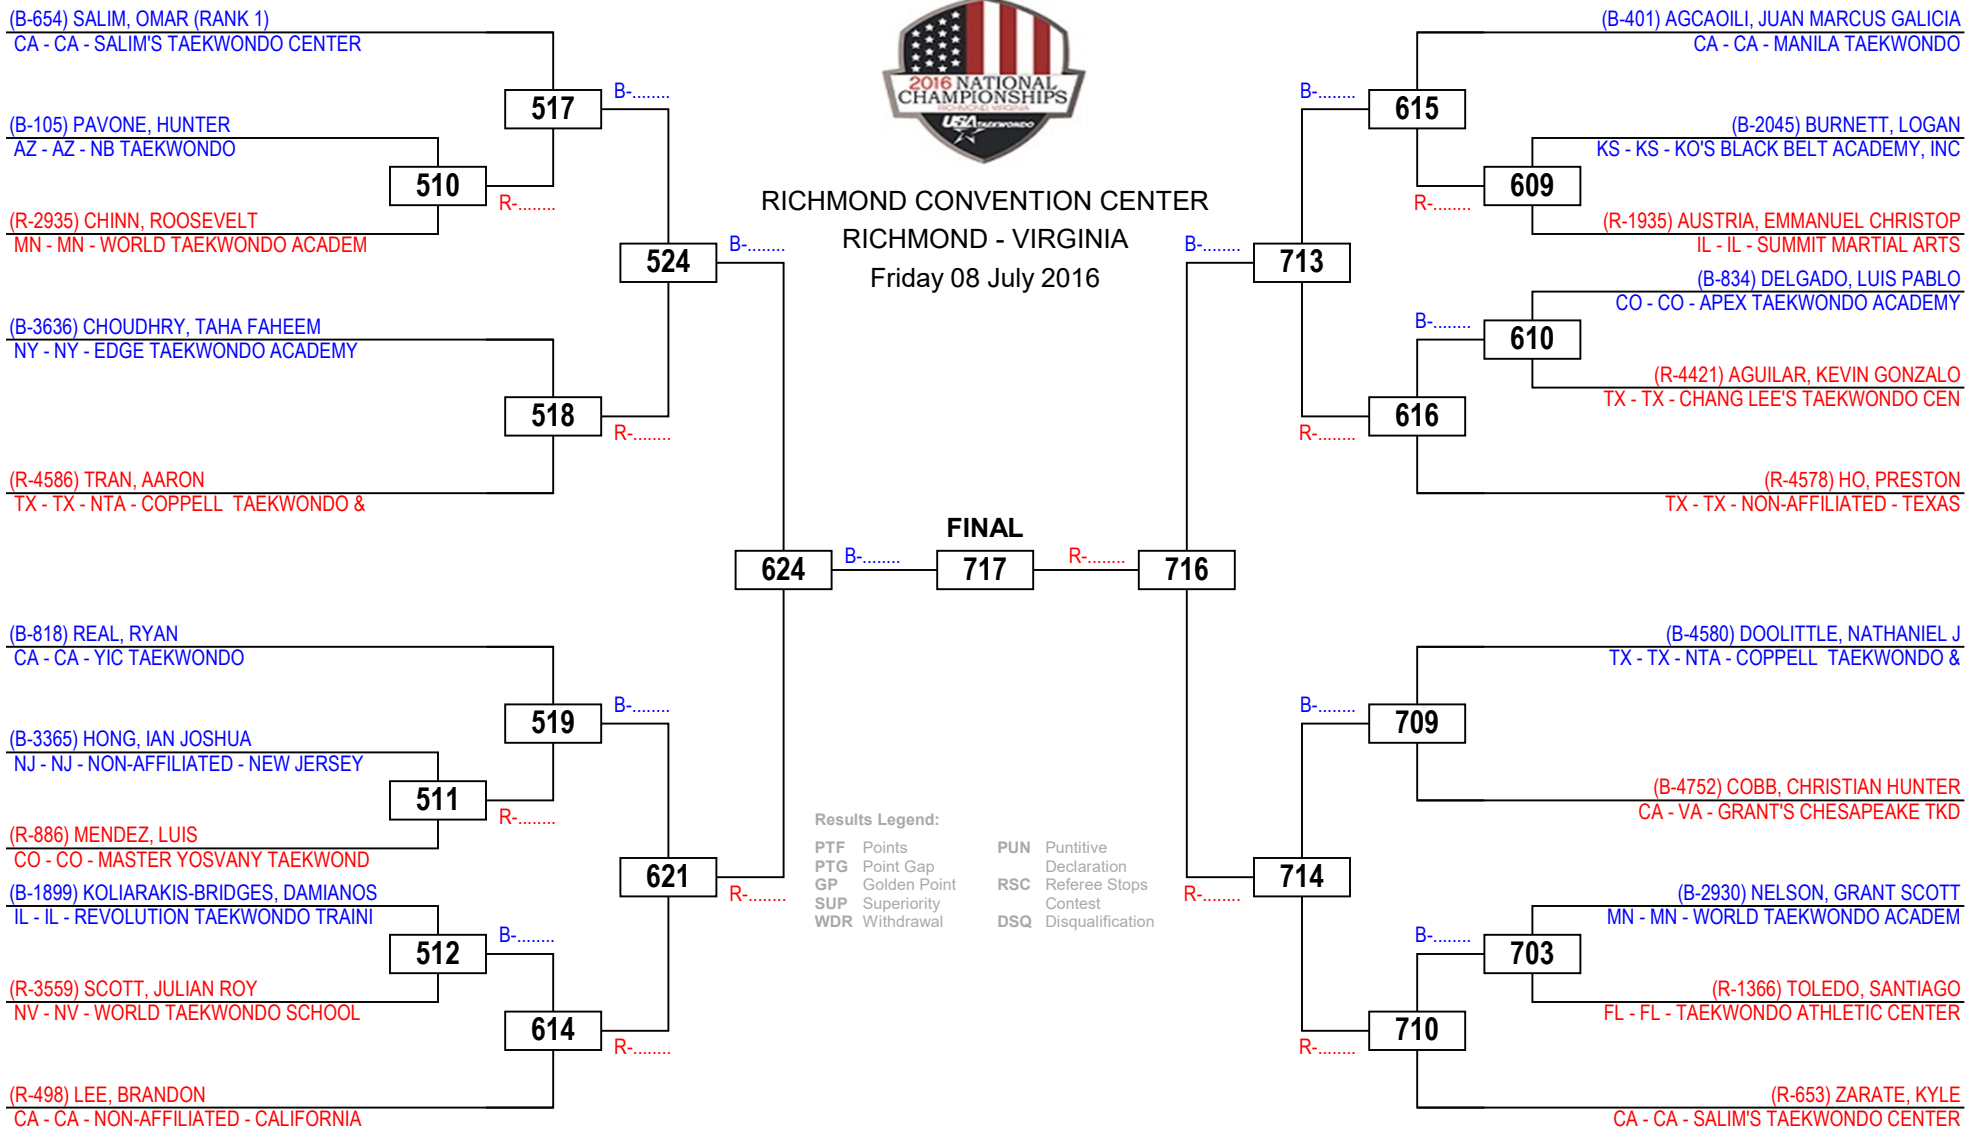 (B-654) SALIM, OMAR (RANK 1)
CA - CA - SALIM'S TAEKWONDO CENTER
517
B-........
(B-105) PAVONE, HUNTER
AZ - AZ - NB TAEKWONDO
510
R-........
(R-2935) CHINN, ROOSEVELT
MN - MN - WORLD TAEKWONDO ACADEM
524
B-........
(B-3636) CHOUDHRY, TAHA FAHEEM
NY - NY - EDGE TAEKWONDO ACADEMY
518
R-........
(R-4586) TRAN, AARON
TX - TX - NTA - COPPELL  TAEKWONDO &
624
B-........
(B-818) REAL, RYAN
CA - CA - YIC TAEKWONDO
519
B-........
(B-3365) HONG, IAN JOSHUA
NJ - NJ - NON-AFFILIATED - NEW JERSEY
511
R-........
(R-886) MENDEZ, LUIS
CO - CO - MASTER YOSVANY TAEKWOND
621
R-........
(B-1899) KOLIARAKIS-BRIDGES, DAMIANOS
IL - IL - REVOLUTION TAEKWONDO TRAINI
512
B-........
(R-3559) SCOTT, JULIAN ROY
NV - NV - WORLD TAEKWONDO SCHOOL
614
R-........
(R-498) LEE, BRANDON
CA - CA - NON-AFFILIATED - CALIFORNIA
2016 NATIONAL
CHAMPIONSHIPS
RICHMOND, VIRGINIA
USA TAEKWONDO
RICHMOND CONVENTION CENTER
RICHMOND - VIRGINIA
Friday 08 July 2016
FINAL
717
Results Legend:
PTF Points
PTG Point Gap
GP Golden Point
SUP Superiority
WDR Withdrawal
PUN Puntitive
Declaration
RSC Referee Stops
Contest
DSQ Disqualification
(B-401) AGCAOILI, JUAN MARCUS GALICIA
CA - CA - MANILA TAEKWONDO
B-........
615
(B-2045) BURNETT, LOGAN
KS - KS - KO'S BLACK BELT ACADEMY, INC
R-........
609
(R-1935) AUSTRIA, EMMANUEL CHRISTOP
IL - IL - SUMMIT MARTIAL ARTS
B-........
713
(B-834) DELGADO, LUIS PABLO
CO - CO - APEX TAEKWONDO ACADEMY
B-........
610
(R-4421) AGUILAR, KEVIN GONZALO
TX - TX - CHANG LEE'S TAEKWONDO CEN
R-........
616
(R-4578) HO, PRESTON
TX - TX - NON-AFFILIATED - TEXAS
R-........
716
(B-4580) DOOLITTLE, NATHANIEL J
TX - TX - NTA - COPPELL  TAEKWONDO &
B-........
709
(B-4752) COBB, CHRISTIAN HUNTER
CA - VA - GRANT'S CHESAPEAKE TKD
R-........
714
(B-2930) NELSON, GRANT SCOTT
MN - MN - WORLD TAEKWONDO ACADEM
B-........
703
(R-1366) TOLEDO, SANTIAGO
FL - FL - TAEKWONDO ATHLETIC CENTER
R-........
710
(R-653) ZARATE, KYLE
CA - CA - SALIM'S TAEKWONDO CENTER